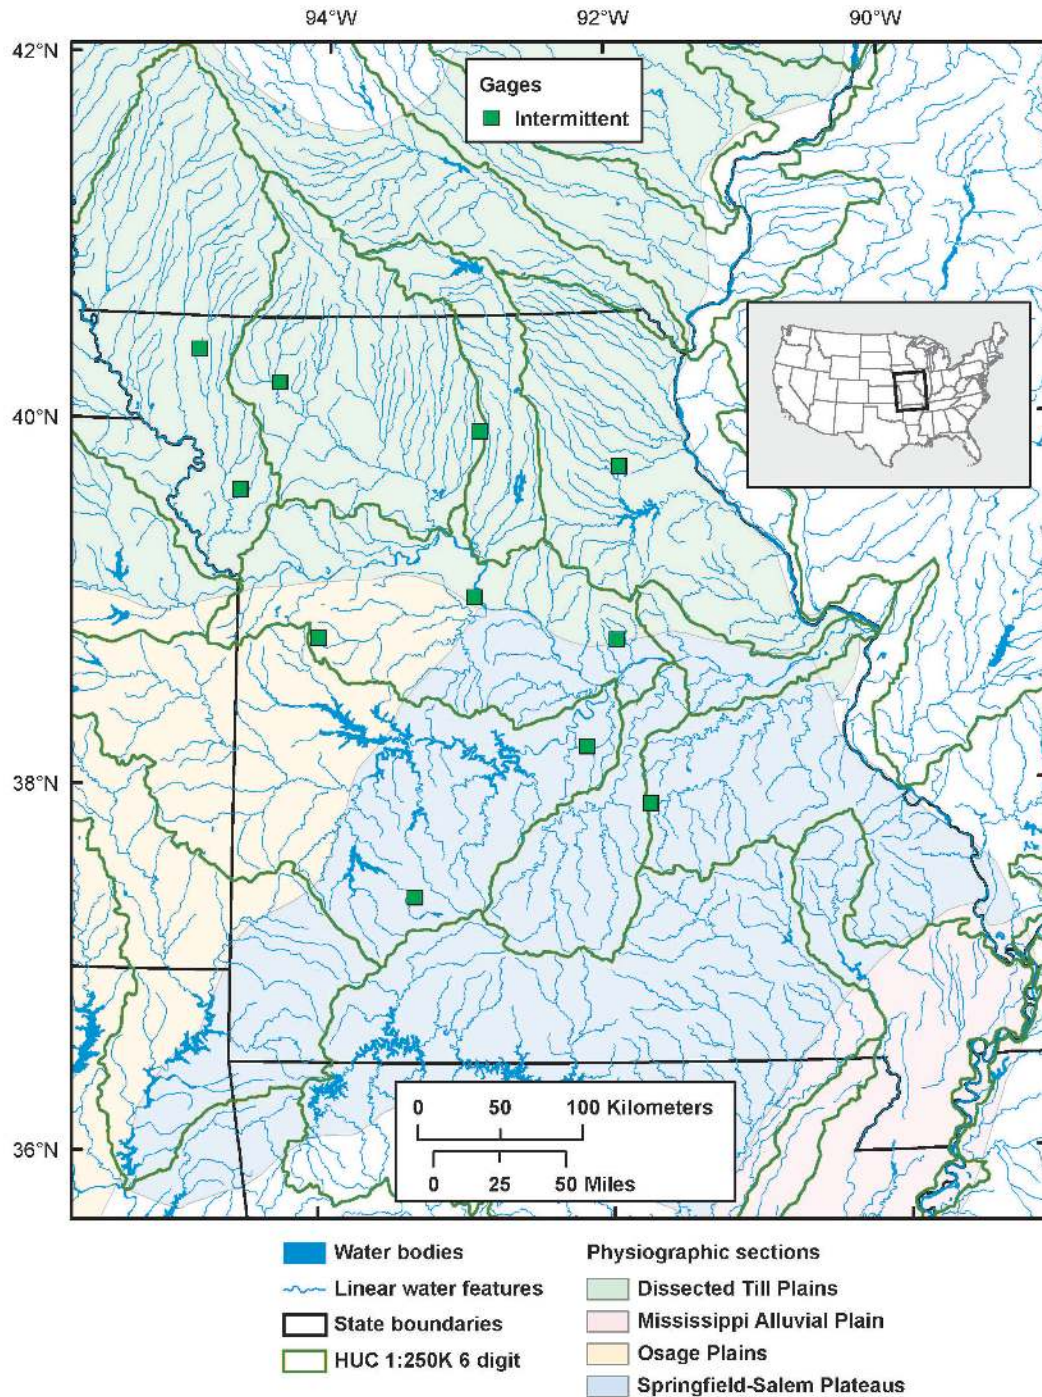 94°W 92°W 90°W
42°N
Gages
Intermittent
40°N
38°N
0 50 100 Kilometers
36°N
0 25 50 Miles
Water bodies
Linear water features
State boundaries
HUC 1:250K 6 digit
Physiographic sections
Dissected Till Plains
Mississippi Alluvial Plain
Osage Plains
Springfield-Salem Plateaus